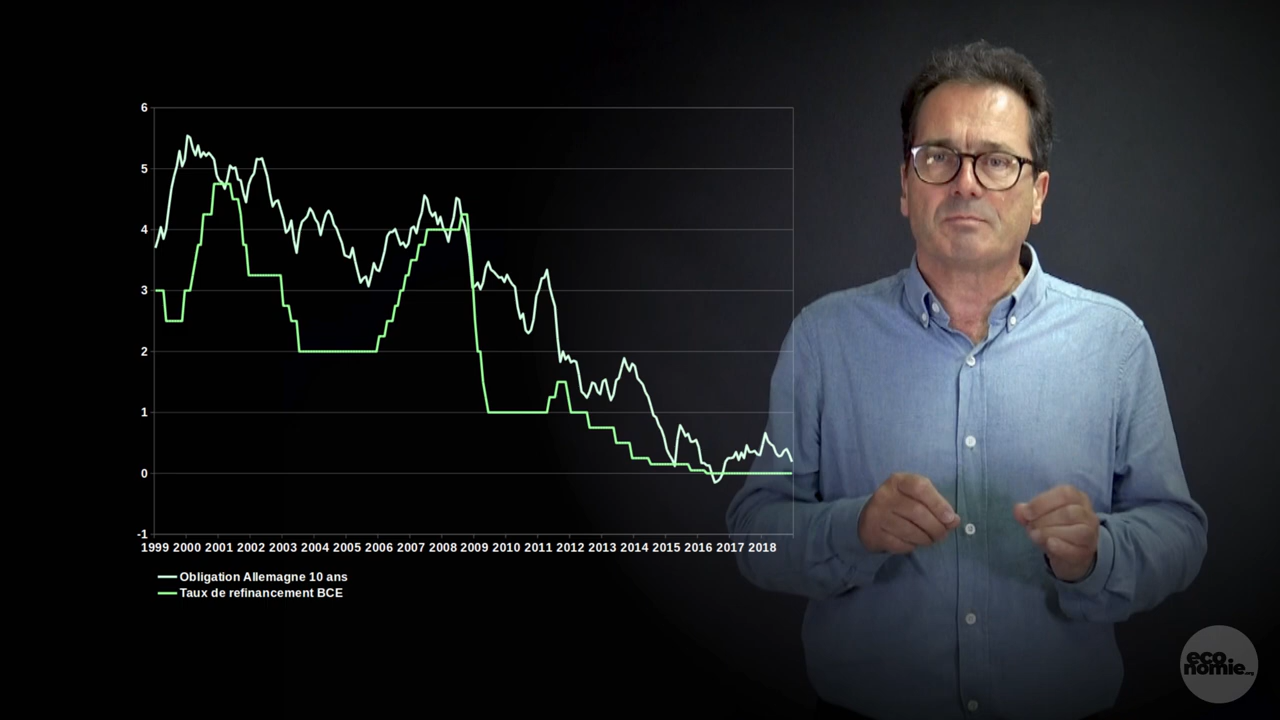 6
5
4
3
2
1
0
-1
1999 2000 2001 2002 2003 2004 2005 2006 2007 2008 2009 2010 2011 2012 2013 2014 2015 2016 2017 2018
Obligation Allemagne 10 ans
Taux de refinancement BCE
eco
nomie.org